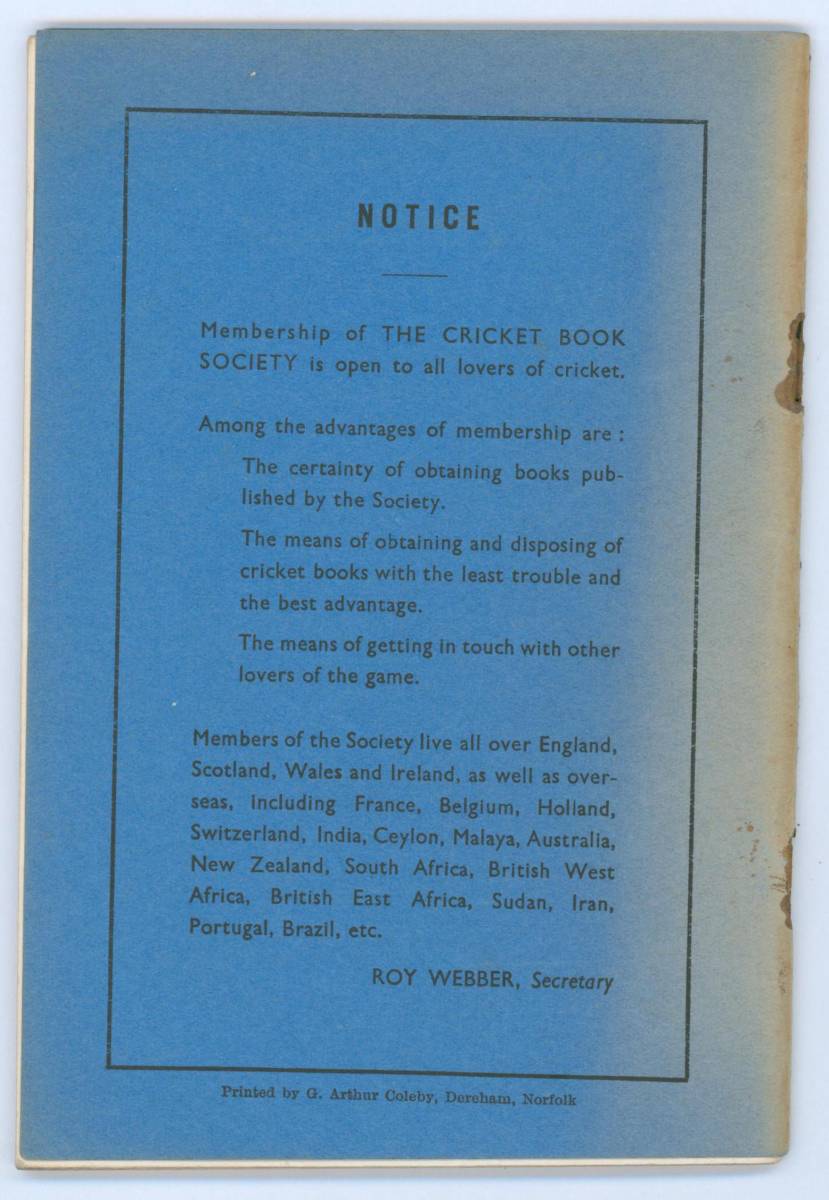 NOTICE
Membership of THE CRICKET BOOK
SOCIETY is open to all lovers of cricket.
Among the advantages of membership are :
The certainty of obtaining books pub-
lished by the Society.
The means of obtaining and disposing of
cricket books with the least trouble and
the best advantage.
The means of getting in touch with other
lovers of the game.
Members of the Society live all over England,
Scotland, Wales and Ireland, as well as over-
seas, including France, Belgium, Holland,
Switzerland, India, Ceylon, Malaya, Australia,
New Zealand, South Africa, British West
Africa, British East Africa, Sudan, Iran,
Portugal, Brazil, etc.
ROY WEBBER, Secretary
Printed by G. Arthur Coleby, Dereham, Norfolk